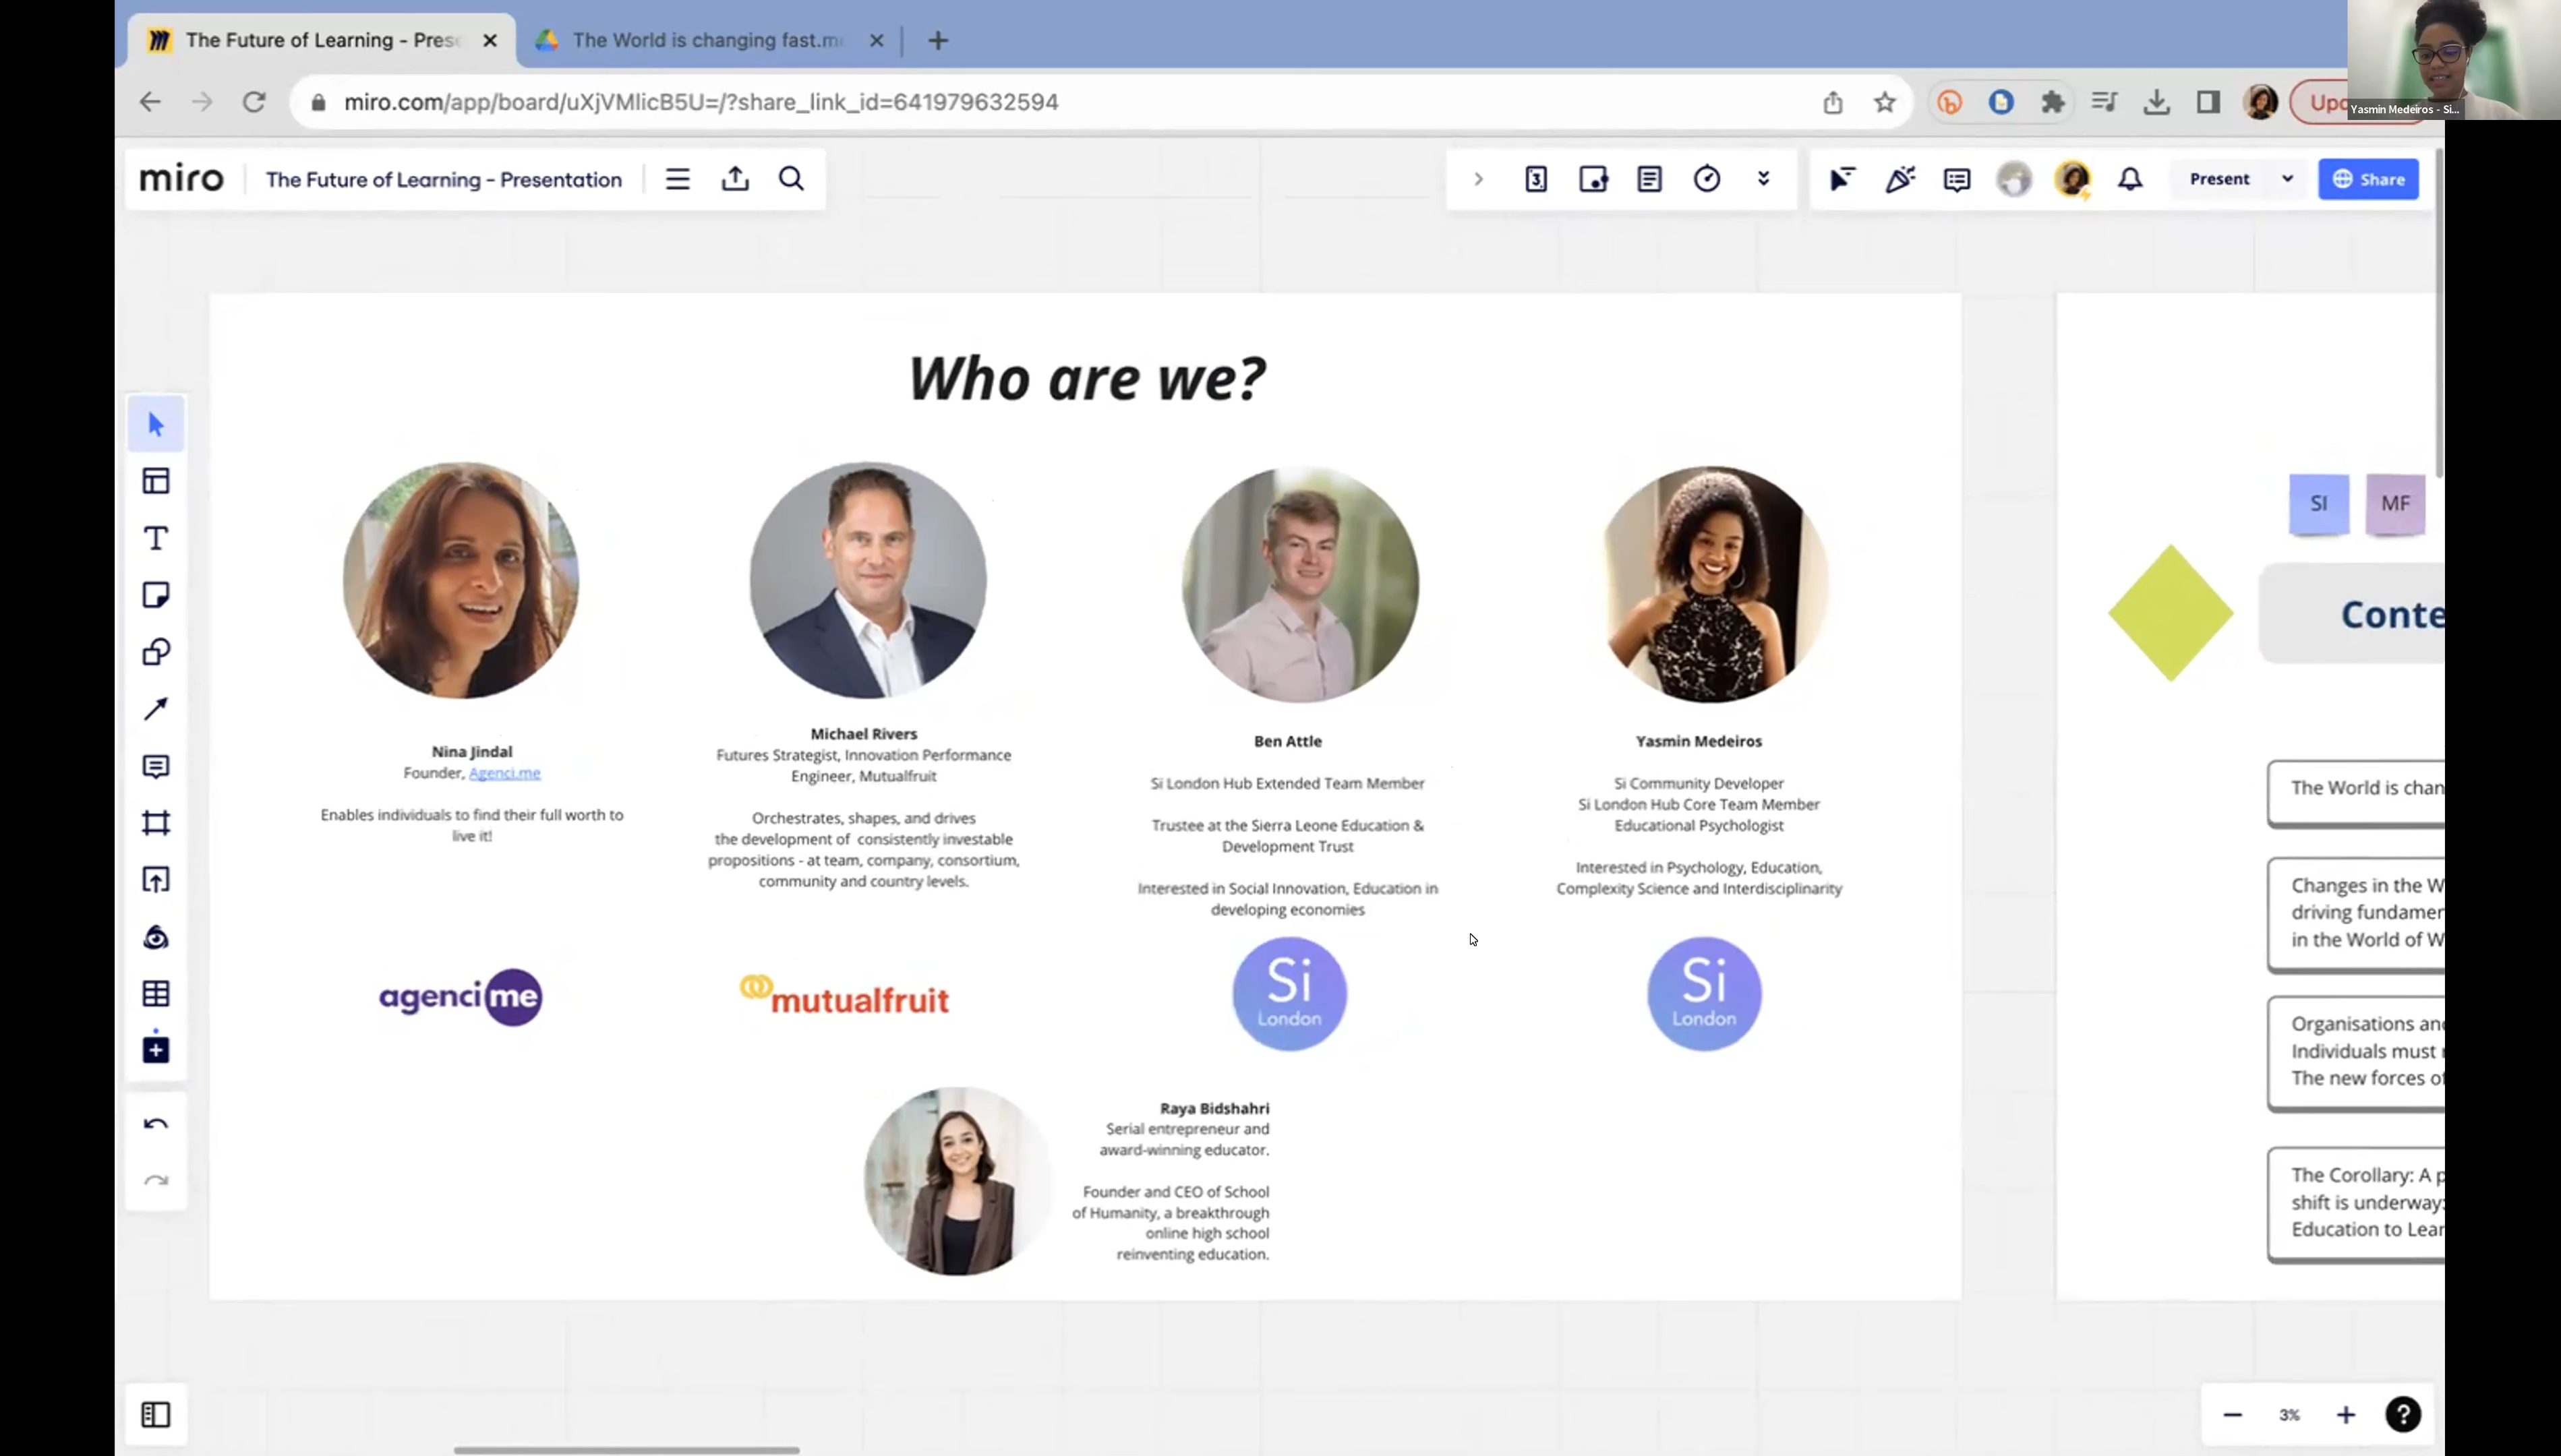 The Future of Learning - Prese
The World is changing fast.m
miro.com/app/board/uXjVMlicB5U=/?share_link_id=641979632594
Yasmin Medeiros - Si...
miro
The Future of Learning - Presentation
3
Present
Share
Who are we?
Nina Jindal
Founder, Agenci.me
Enables individuals to find their full worth to
live it!
agenci me
Michael Rivers
Futures Strategist, Innovation Performance
Engineer, Mutualfruit
Orchestrates, shapes, and drives
the development of consistently investable
propositions - at team, company, consortium,
community and country levels.
mutualfruit
Ben Attle
Si London Hub Extended Team Member
Trustee at the Sierra Leone Education &
Development Trust
Interested in Social Innovation, Education in
developing economies
Si
London
Yasmin Medeiros
Si Community Developer
Si London Hub Core Team Member
Educational Psychologist
Interested in Psychology, Education,
Complexity Science and Interdisciplinarity
Si
London
Raya Bidshahri
Serial entrepreneur and
award-winning educator.
Founder and CEO of School
of Humanity, a breakthrough
online high school
reinventing education.
SI
MF
Conte
The World is chan
Changes in the W
driving fundamen
in the World of W
Organisations and
Individuals must
The new forces of
The Corollary: A p
shift is underway:
Education to Lear
3%